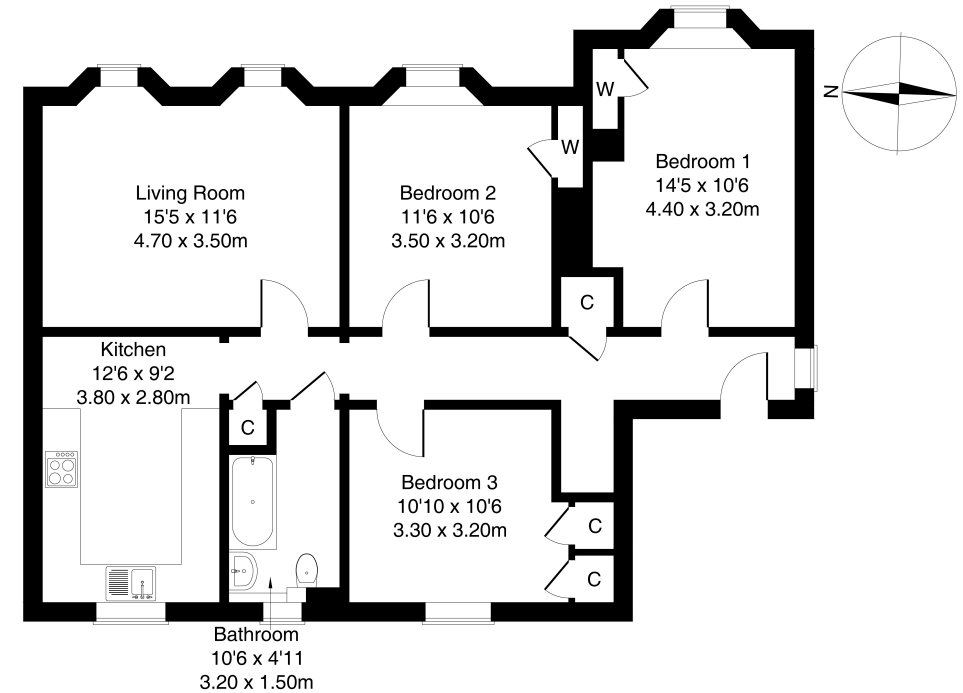 Living Room
15'5 x 11'6
4.70 x 3.50m
Bedroom 2
11'6 x 10'6
3.50 x 3.20m
W
W
Bedroom 1
14'5 x 10'6
4.40 x 3.20m
N
C
Kitchen
12'6 x 9'2
3.80 x 2.80m
C
Bedroom 3
10'10 x 10'6
3.30 x 3.20m
C
C
Bathroom
10'6 x 4'11
3.20 x 1.50m